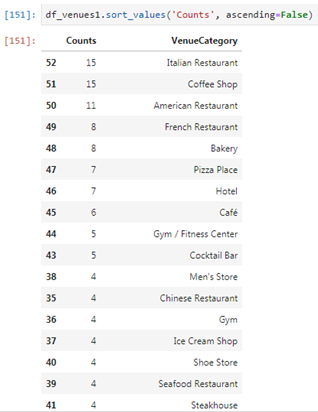 [151]: df_venues1.sort_values('Counts', ascending=False)
[151]:
Counts VenueCategory
52 15 Italian Restaurant
51 15 Coffee Shop
50 11 American Restaurant
49 8 French Restaurant
48 8 Bakery
47 7 Pizza Place
46 7 Hotel
45 6 Café
44 5 Gym / Fitness Center
43 5 Cocktail Bar
38 4 Men's Store
35 4 Chinese Restaurant
36 4 Gym
37 4 Ice Cream Shop
40 4 Shoe Store
39 4 Seafood Restaurant
41 4 Steakhouse